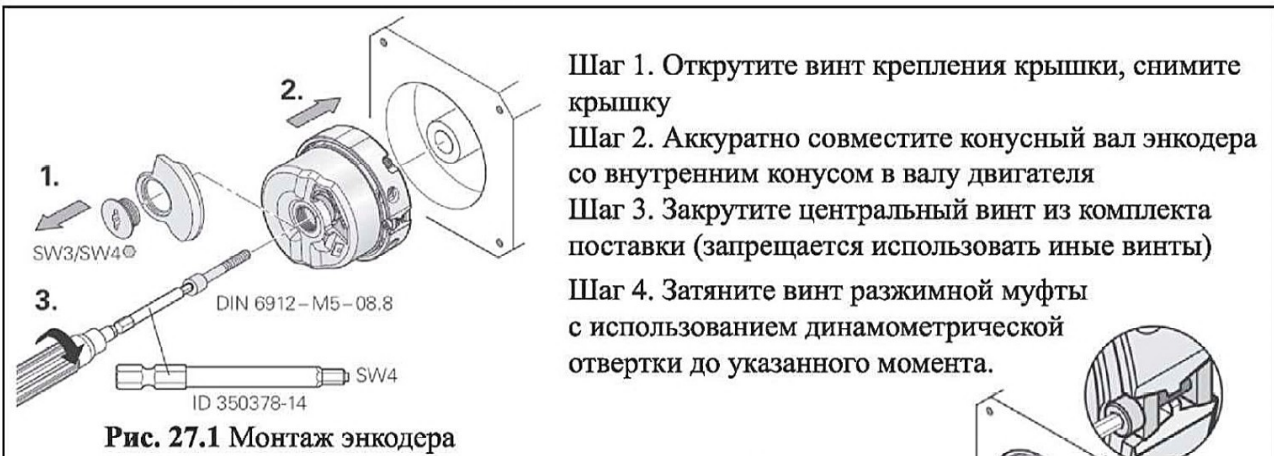 Шаг 1. Открутите винт крепления крышки, снимите
крышку
Шаг 2. Аккуратно совместите конусный вал энкодера
со внутренним конусом в валу двигателя
Шаг 3. Закрутите центральный винт из комплекта
поставки (запрещается использовать иные винты)
Шаг 4. Затяните винт разжимной муфты
с использованием динамометрической
отвертки до указанного момента.
2.
1.
SW3/SW4
3.
DIN 6912–M5–08.8
SW4
ID 350378-14
Рис. 27.1 Монтаж энкодера